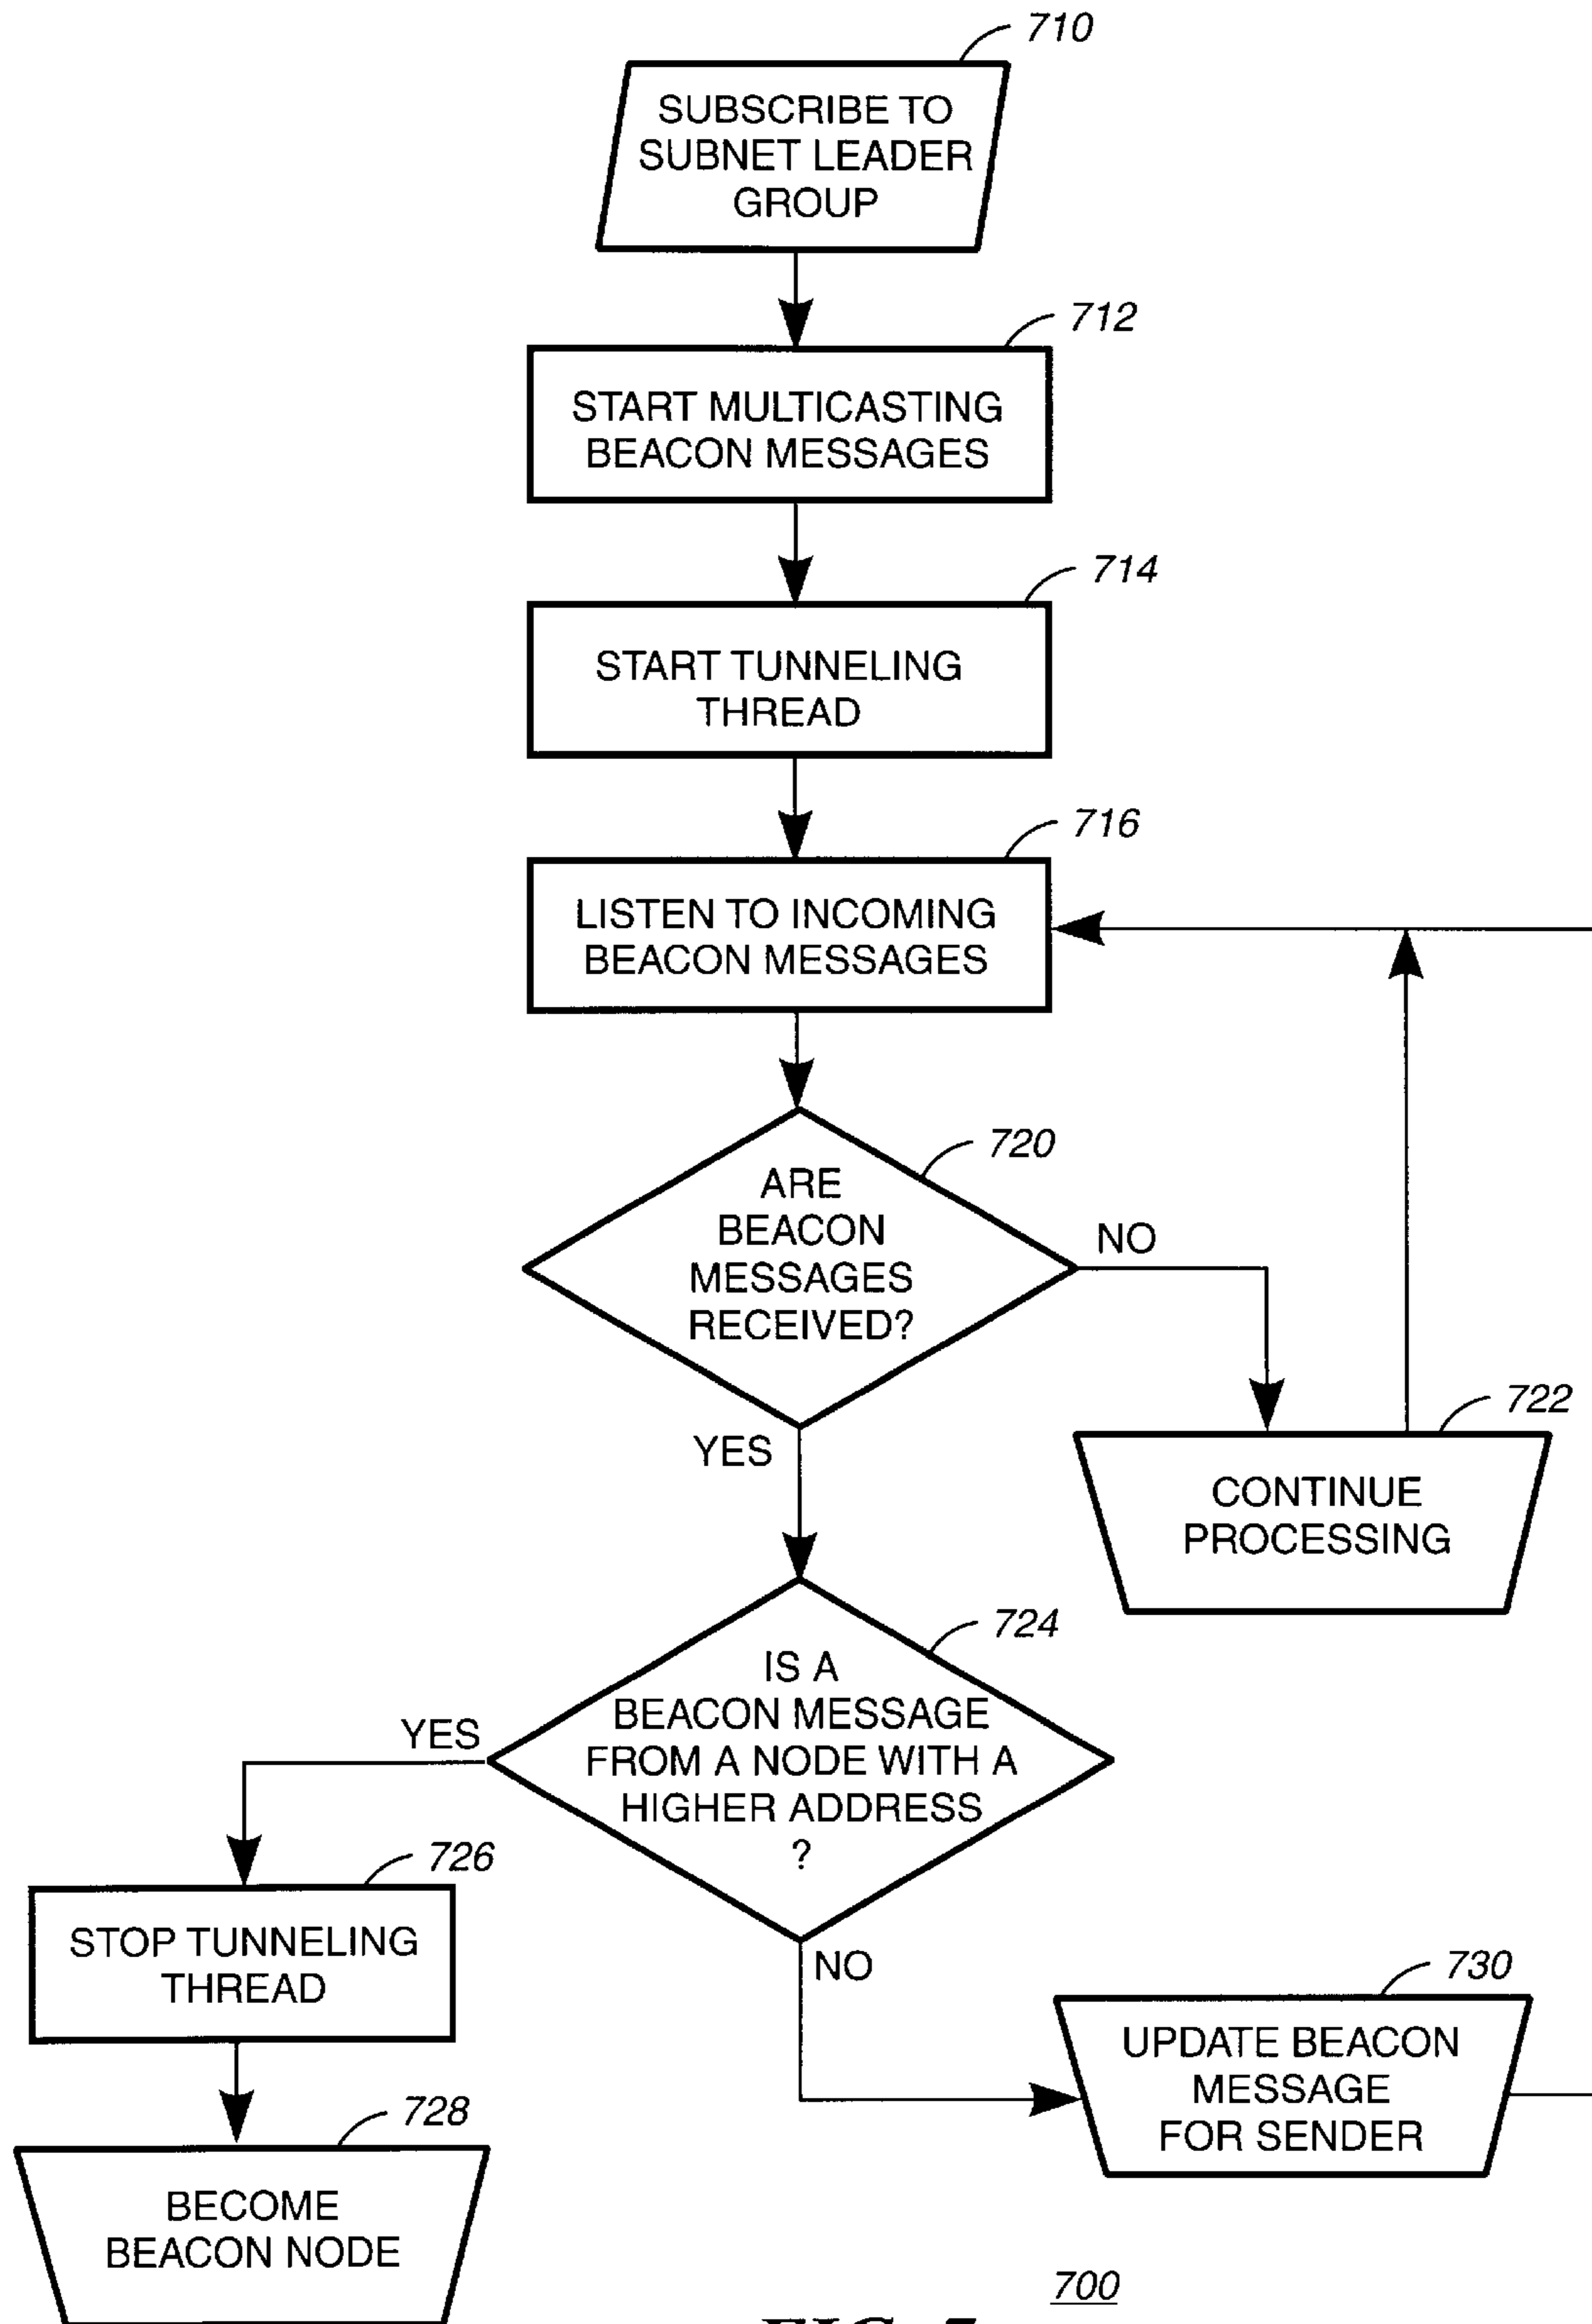 710
SUBSCRIBE TO
SUBNET LEADER
GROUP
712
START MULTICASTING
BEACON MESSAGES
714
START TUNNELING
THREAD
716
LISTEN TO INCOMING
BEACON MESSAGES
720
ARE
BEACON
MESSAGES
RECEIVED?
NO
YES
722
CONTINUE
PROCESSING
724
IS A
BEACON MESSAGE
FROM A NODE WITH A
HIGHER ADDRESS
?
YES
NO
726
STOP TUNNELING
THREAD
728
BECOME
BEACON NODE
730
UPDATE BEACON
MESSAGE
FOR SENDER
700